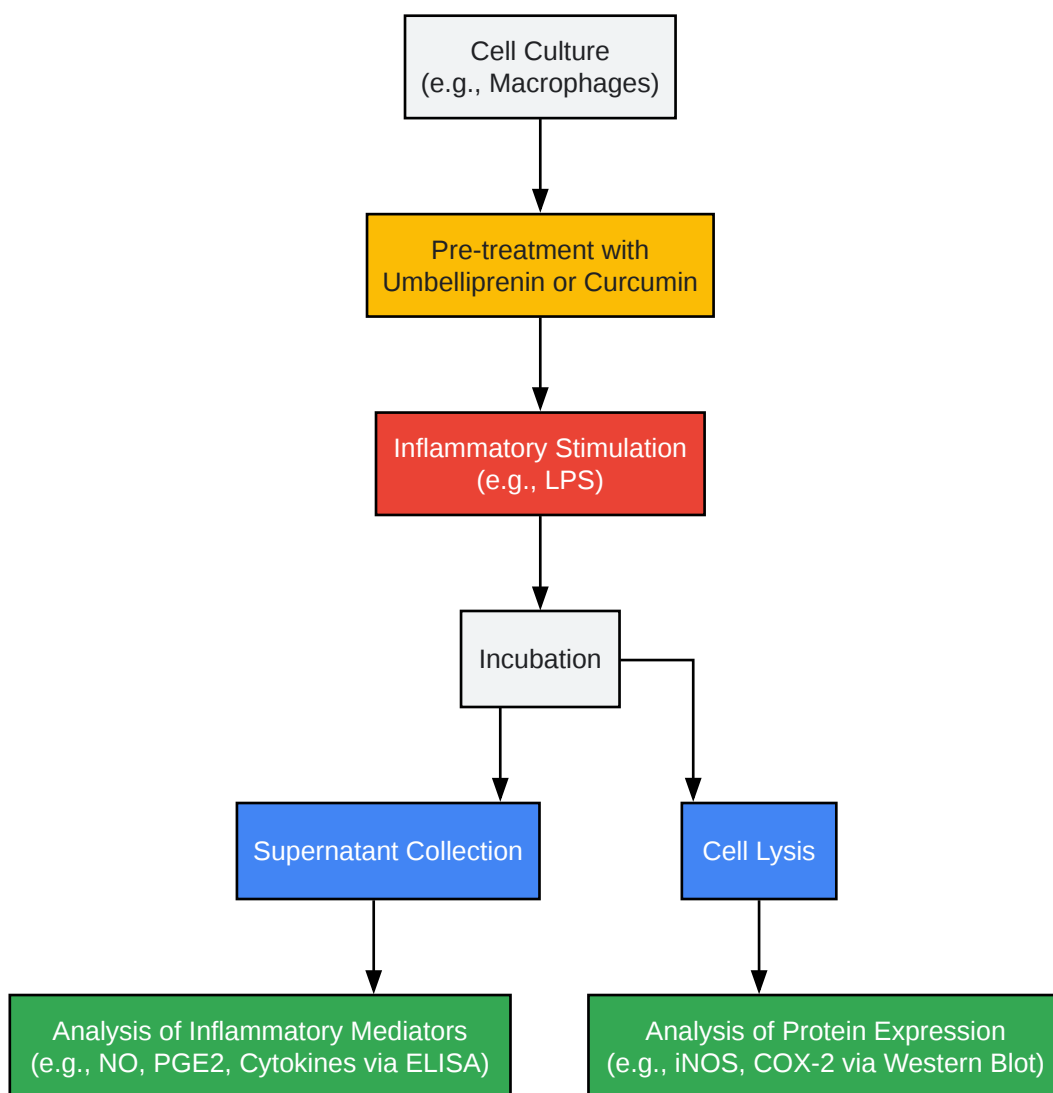 Cell Culture
(e.g., Macrophages)
Pre-treatment with
Umbelliprenin or Curcumin
Inflammatory Stimulation
(e.g., LPS)
Incubation
Supernatant Collection
Cell Lysis
Analysis of Inflammatory Mediators
(e.g., NO, PGE2, Cytokines via ELISA)
Analysis of Protein Expression
(e.g., iNOS, COX-2 via Western Blot)